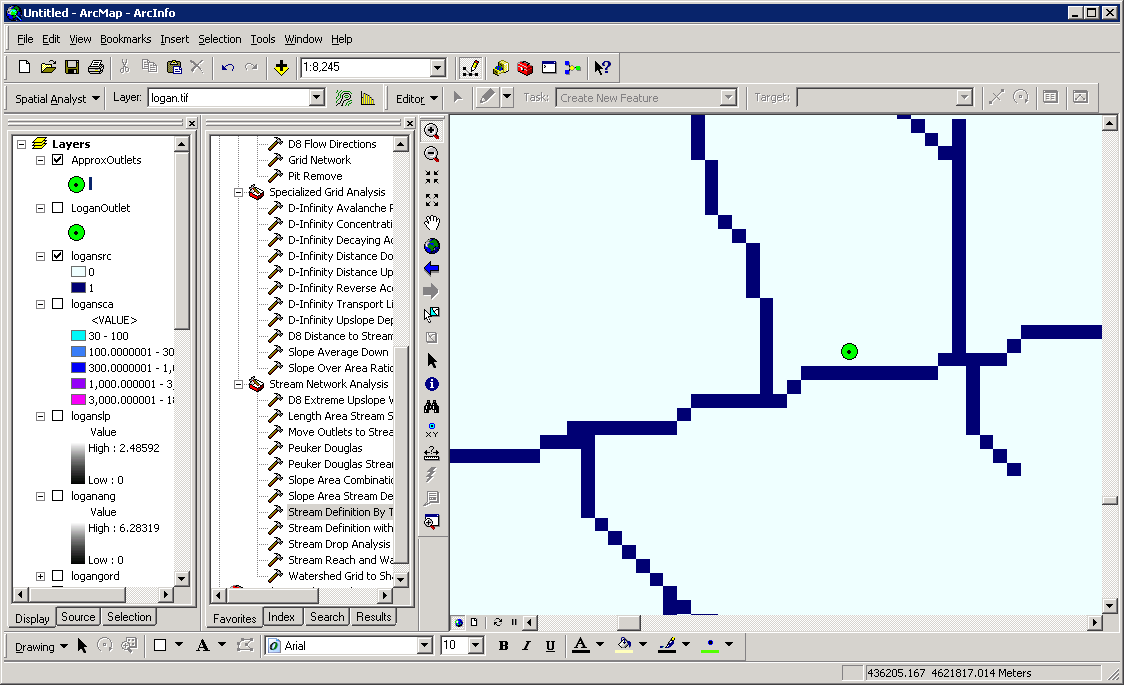 Untitled - ArcMap - ArcInfo
File Edit View Bookmarks Insert Selection Tools Window Help
1:8,245
Spatial Analyst Layer: logan.tif Editor Task: Create New Feature Target:
Layers
ApproxOutlets
LoganOutlet
logansrc
0
1
logansca
<VALUE>
30 - 100
100.0000001 - 30
300.0000001 - 1,
1,000.000001 - 3,
3,000.000001 - 18
loganslp
Value
High : 2.48592
Low : 0
loganang
Value
High : 6.28319
Low : 0
logangord
Display Source Selection
D8 Flow Directions
Grid Network
Pit Remove
Specialized Grid Analysis
D-Infinity Avalanche
D-Infinity Concentrati
D-Infinity Decaying Ac
D-Infinity Distance Do
D-Infinity Distance Up
D-Infinity Reverse Acc
D-Infinity Transport Li
D-Infinity Upslope Dep
D8 Distance to Stream
Slope Average Down
Slope Over Area Ratio
Stream Network Analysis
D8 Extreme Upslope
Length Area Stream S
Move Outlets to Strea
Peuker Douglas
Peuker Douglas Strea
Slope Area Combinatio
Slope Area Stream De
Stream Definition By T
Stream Definition with
Stream Drop Analysis
Stream Reach and Wa
Watershed Grid to Sh
Favorites Index Search Results
XY
Drawing A Arial 10 B I U A
436205.167 4621817.014 Meters